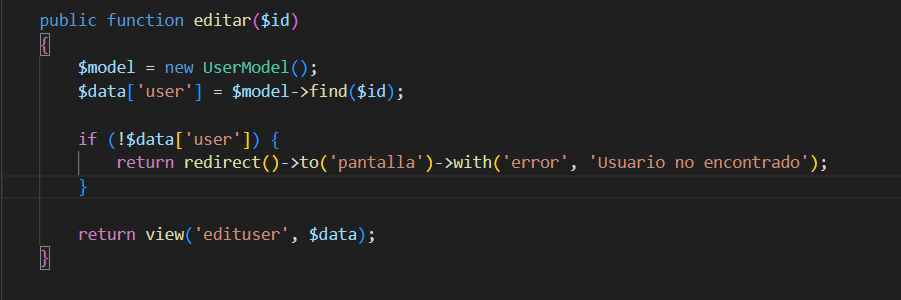 public function editar($id)
{
$model = new UserModel();
$data['user'] = $model->find($id);
if (!$data['user']) {
return redirect()->to('pantalla')->with('error', 'Usuario no encontrado');
}
return view('edituser', $data);
}